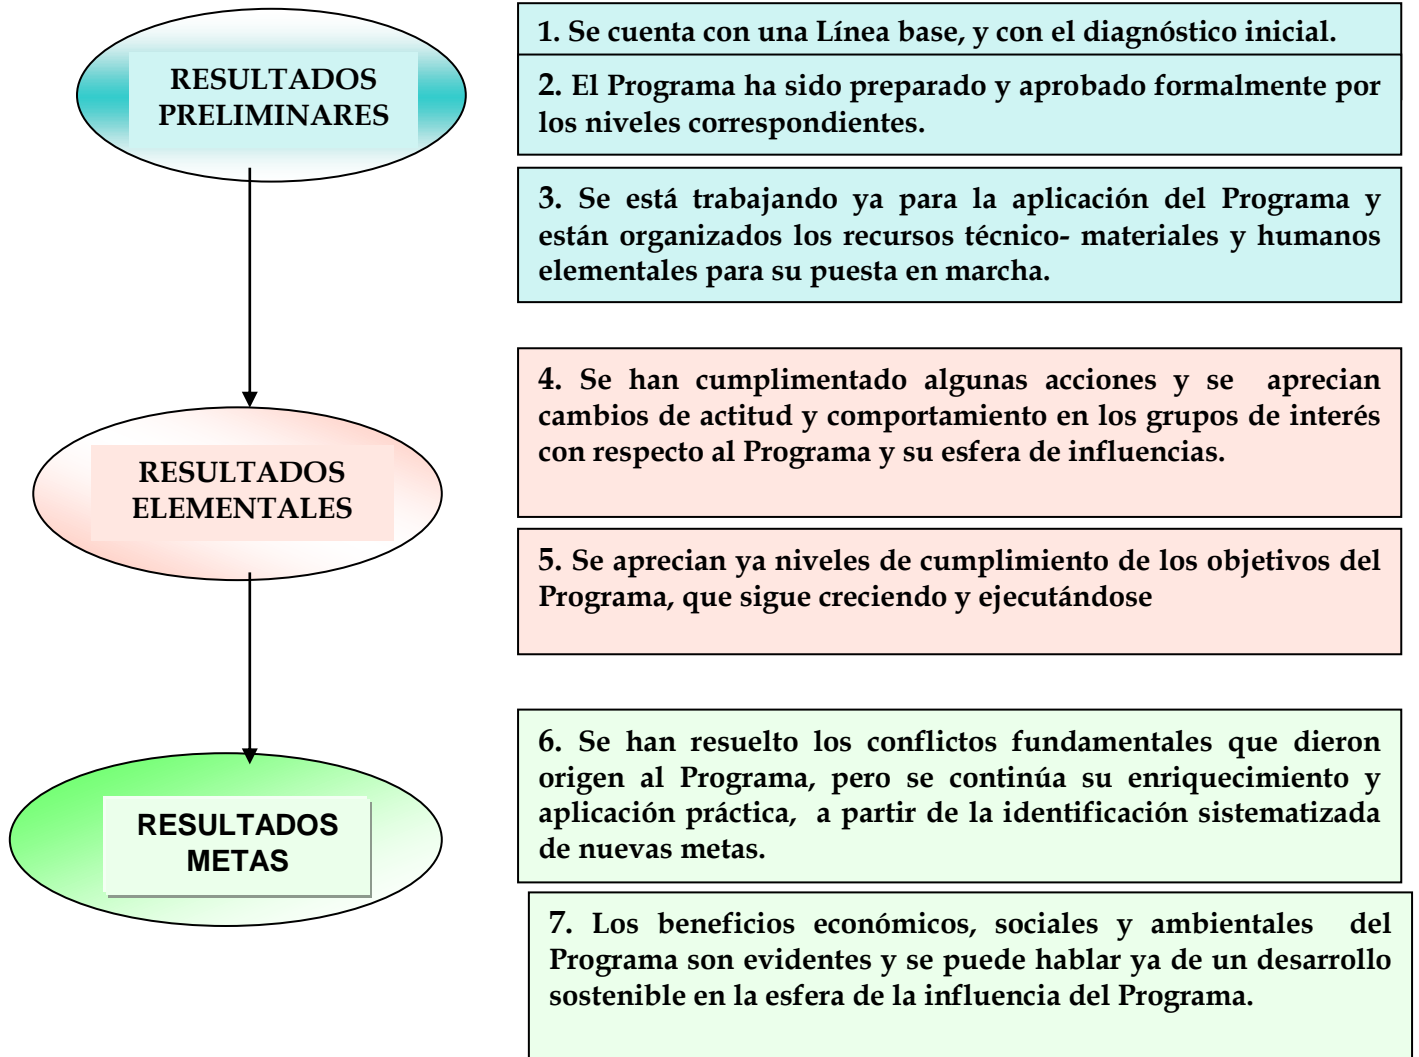 RESULTADOS
PRELIMINARES
1. Se cuenta con una Línea base, y con el diagnóstico inicial.
2. El Programa ha sido preparado y aprobado formalmente por
los niveles correspondientes.
3. Se está trabajando ya para la aplicación del Programa y
están organizados los recursos técnico- materiales y humanos
elementales para su puesta en marcha.
RESULTADOS
ELEMENTALES
4. Se han cumplimentado algunas acciones y se aprecian
cambios de actitud y comportamiento en los grupos de interés
con respecto al Programa y su esfera de influencias.
5. Se aprecian ya niveles de cumplimiento de los objetivos del
Programa, que sigue creciendo y ejecutándose
RESULTADOS
METAS
6. Se han resuelto los conflictos fundamentales que dieron
origen al Programa, pero se continúa su enriquecimiento y
aplicación práctica, a partir de la identificación sistematizada
de nuevas metas.
7. Los beneficios económicos, sociales y ambientales del
Programa son evidentes y se puede hablar ya de un desarrollo
sostenible en la esfera de la influencia del Programa.